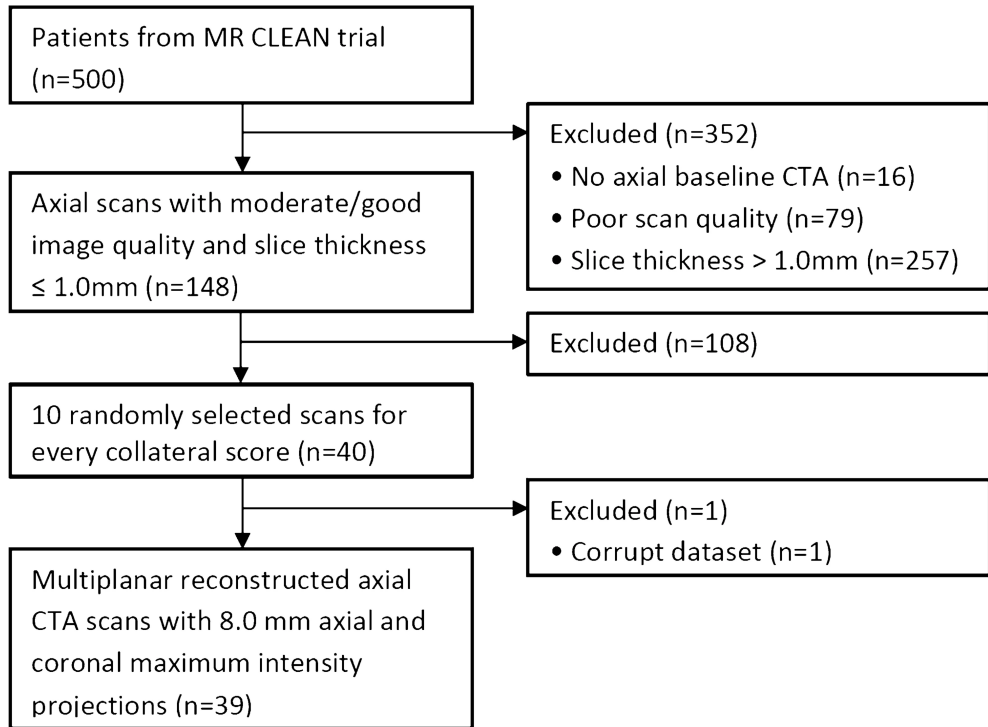 Patients from MR CLEAN trial
(n=500)
Excluded (n=352)
• No axial baseline CTA (n=16)
• Poor scan quality (n=79)
• Slice thickness > 1.0mm (n=257)
Axial scans with moderate/good
image quality and slice thickness
≤ 1.0mm (n=148)
Excluded (n=108)
10 randomly selected scans for
every collateral score (n=40)
Excluded (n=1)
• Corrupt dataset (n=1)
Multiplanar reconstructed axial
CTA scans with 8.0 mm axial and
coronal maximum intensity
projections (n=39)